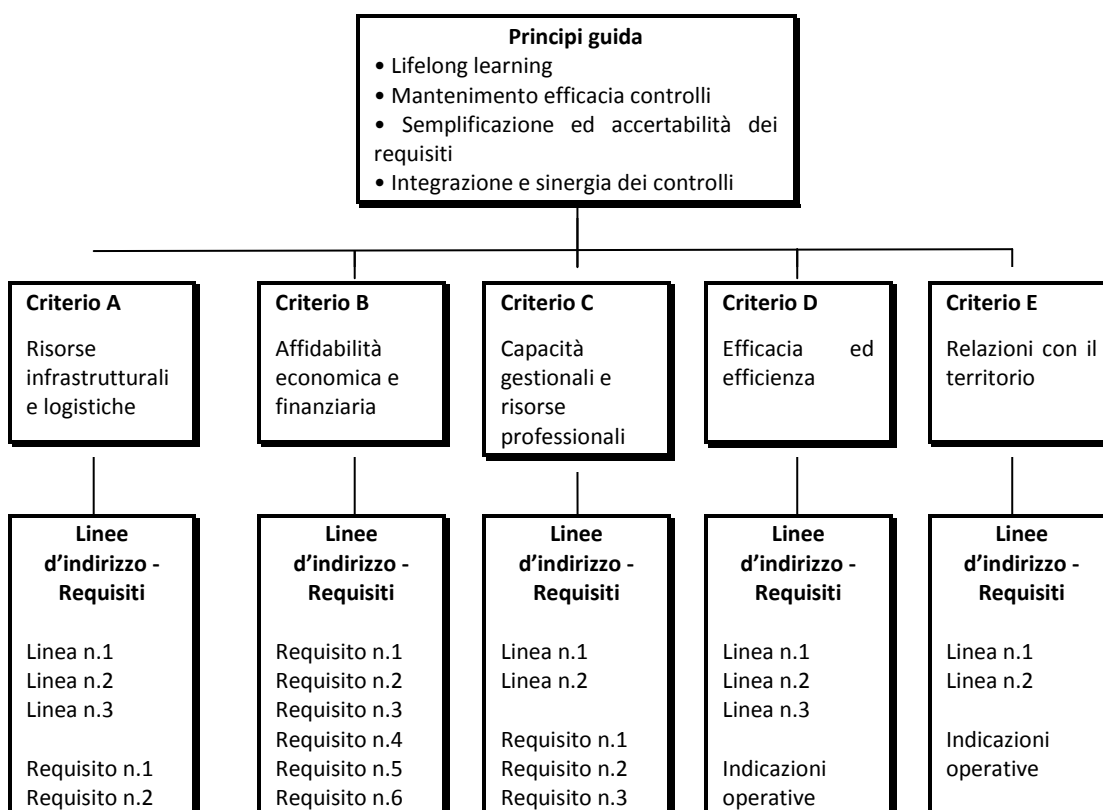 Principi guida
• Lifelong learning
• Mantenimento efficacia controlli
• Semplificazione ed accertabilità dei
requisiti
• Integrazione e sinergia dei controlli
Criterio A
Risorse
infrastrutturali
e logistiche
Criterio B
Affidabilità
economica e
finanziaria
Criterio C
Capacità
gestionali e
risorse
professionali
Criterio D
Efficacia ed
efficienza
Criterio E
Relazioni con il
territorio
Linee
d’indirizzo -
Requisiti
Linea n.1
Linea n.2
Linea n.3
Requisito n.1
Requisito n.2
Linee
d’indirizzo -
Requisiti
Requisito n.1
Requisito n.2
Requisito n.3
Requisito n.4
Requisito n.5
Requisito n.6
Linee
d’indirizzo -
Requisiti
Linea n.1
Linea n.2
Requisito n.1
Requisito n.2
Requisito n.3
Linee
d’indirizzo -
Requisiti
Linea n.1
Linea n.2
Linea n.3
Indicazioni
operative
Linee
d’indirizzo -
Requisiti
Linea n.1
Linea n.2
Indicazioni
operative